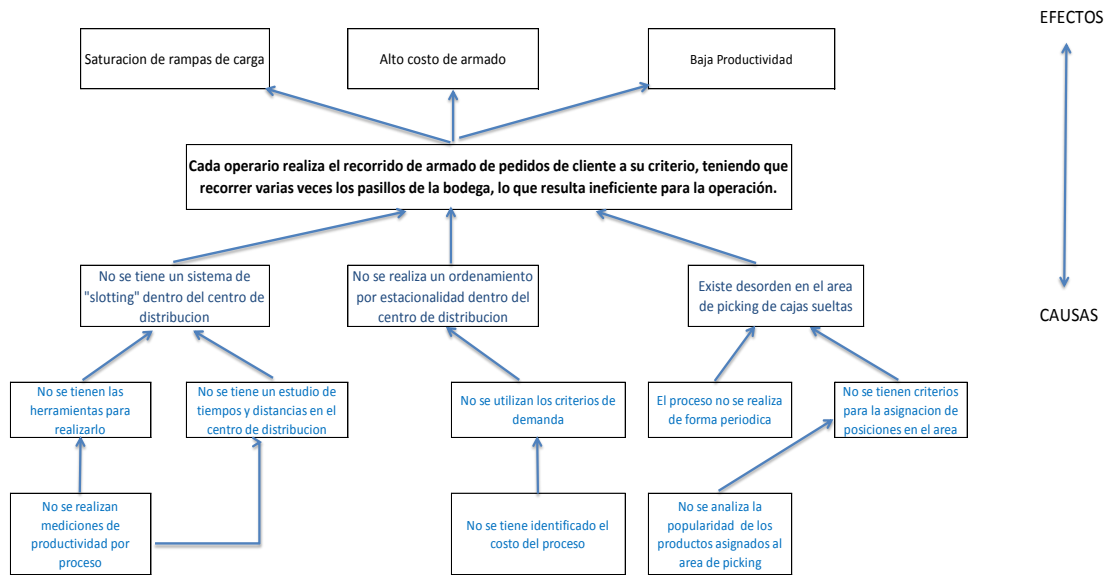 EFECTOS
Saturacion de rampas de carga
Alto costo de armado
Baja Productividad
Cada operario realiza el recorrido de armado de pedidos de cliente a su criterio, teniendo que
recorrer varias veces los pasillos de la bodega, lo que resulta ineficiente para la operación.
No se tiene un sistema de
"slotting" dentro del centro de
distribucion
No se realiza un ordenamiento
por estacionalidad dentro del
centro de distribucion
Existe desorden en el area
de picking de cajas sueltas
CAUSAS
No se tienen las
herramientas para
realizarlo
No se tiene un estudio de
tiempos y distancias en el
centro de distribucion
No se utilizan los criterios de
demanda
El proceso no se realiza
de forma periodica
No se tienen criterios
para la asignacion de
posiciones en el area
No se realizan
mediciones de
productividad por
proceso
No se tiene identificado el
costo del proceso
No se analiza la
popularidad de los
productos asignados al
area de picking